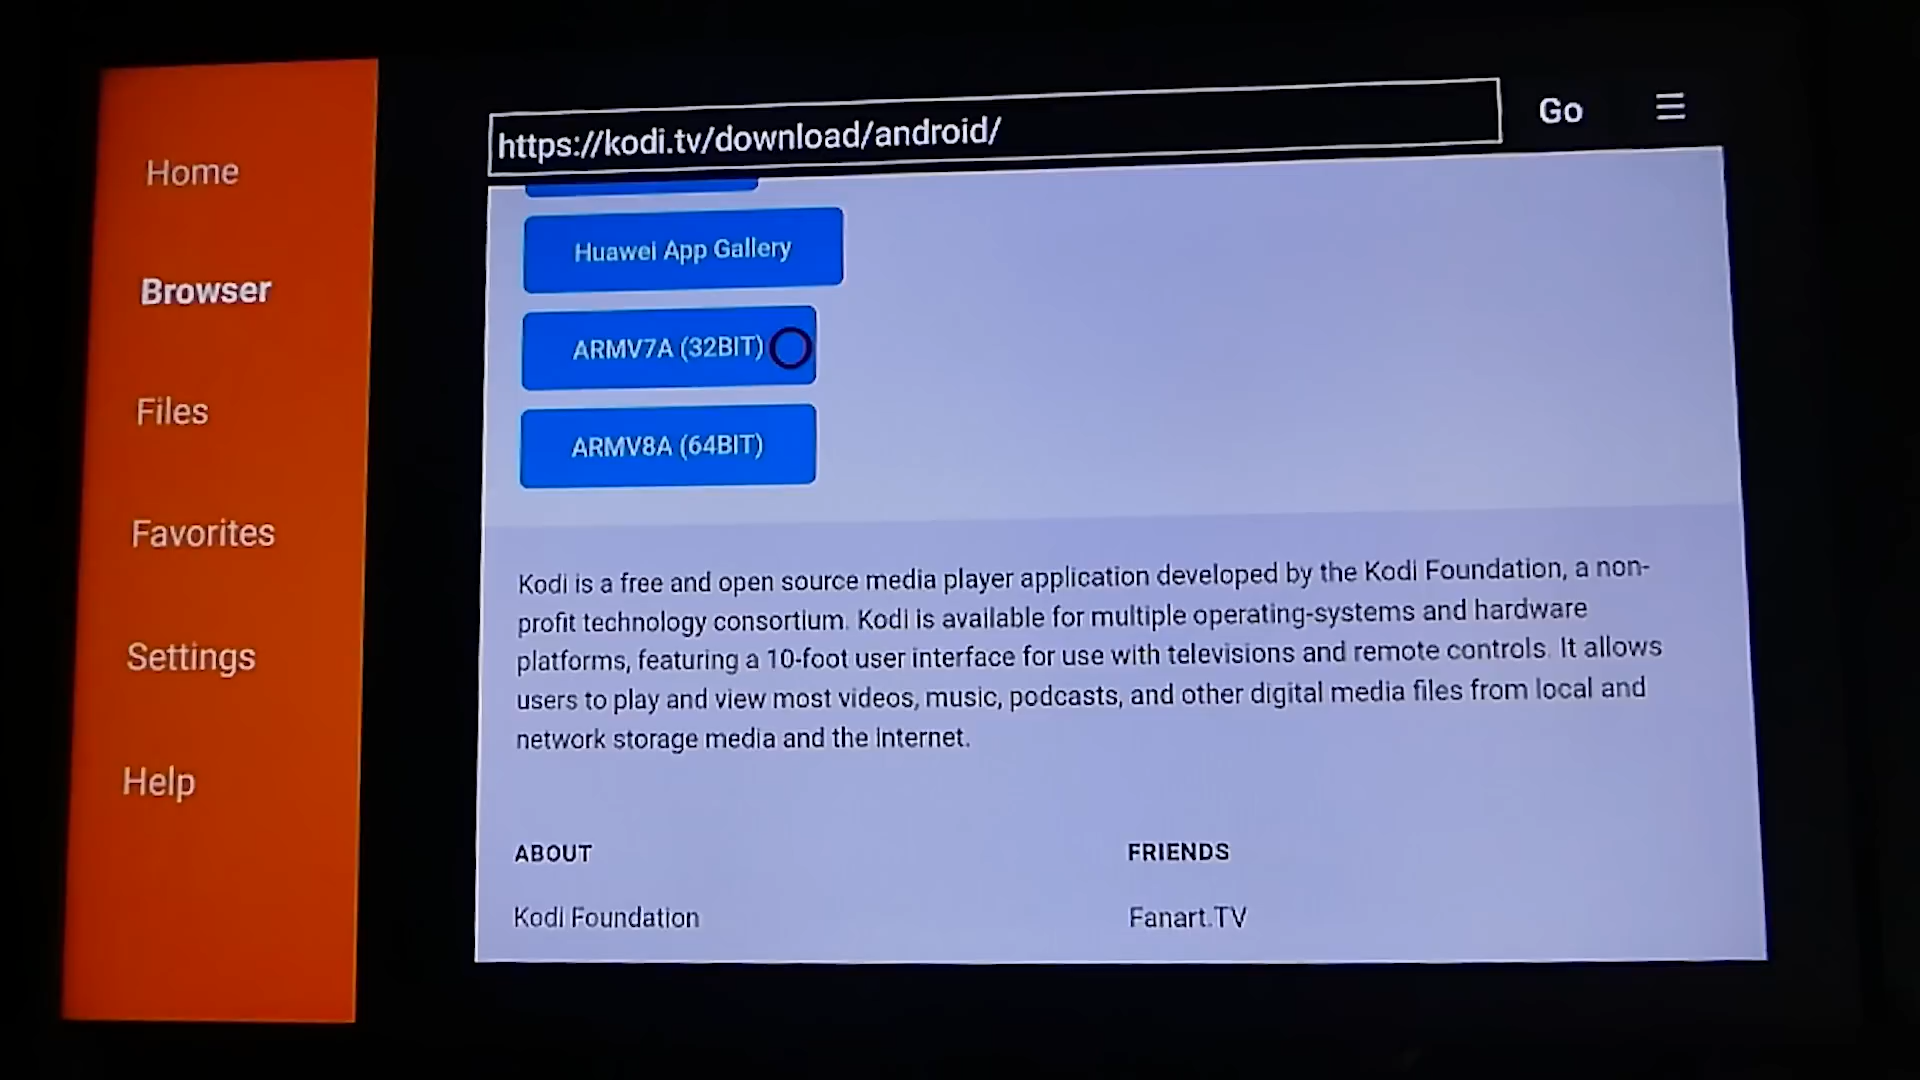 Home
Browser
Files
Favorites
Settings
Help
https://kodi.tv/download/android/
Go
Huawei App Gallery
ARMV7A (32BIT)
ARMV8A (64BIT)
Kodi is a free and open source media player application developed by the Kodi Foundation, a non-
profit technology consortium. Kodi is available for multiple operating-systems and hardware
platforms, featuring a 10-foot user interface for use with televisions and remote controls. It allows
users to play and view most videos, music, podcasts, and other digital media files from local and
network storage media and the internet.
ABOUT
FRIENDS
Kodi Foundation
Fanart.TV